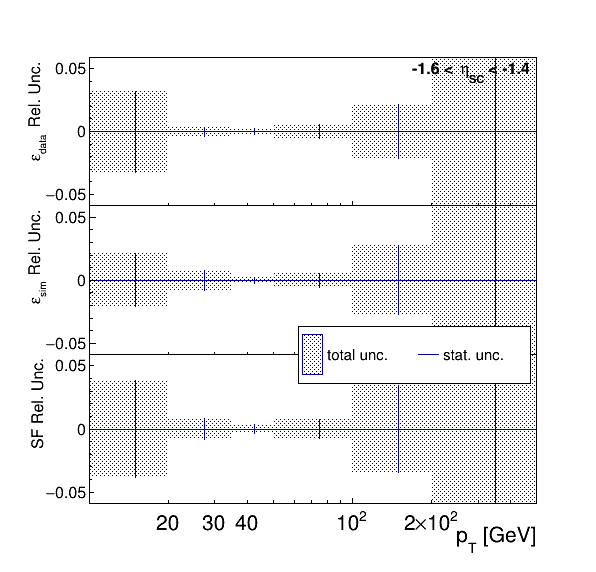 -1.6 < η_SC < -1.4
ε_data Rel. Unc.
0.05
0
−0.05
ε_sim Rel. Unc.
0.05
0
−0.05
total unc.
stat. unc.
SF Rel. Unc.
0.05
0
−0.05
20 30 40 10² 2×10²
p_T [GeV]